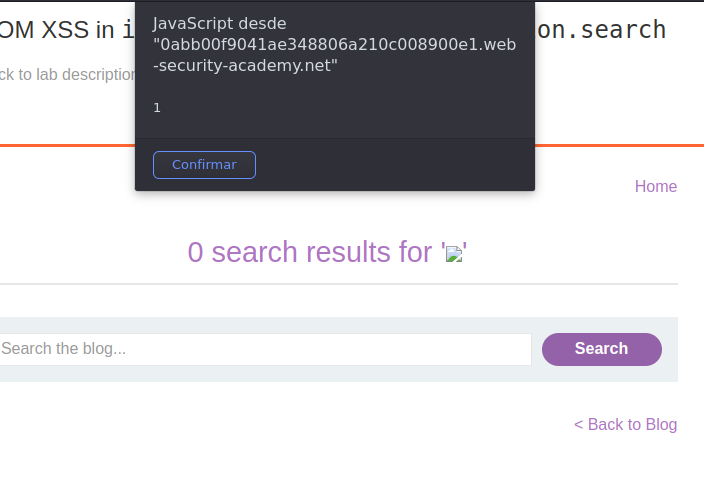 OM XSS in i
on.search
ck to lab description
JavaScript desde
"0abb00f9041ae348806a210c008900e1.web
-security-academy.net"
1
Confirmar
Home
0 search results for ''
Search the blog...
Search
< Back to Blog